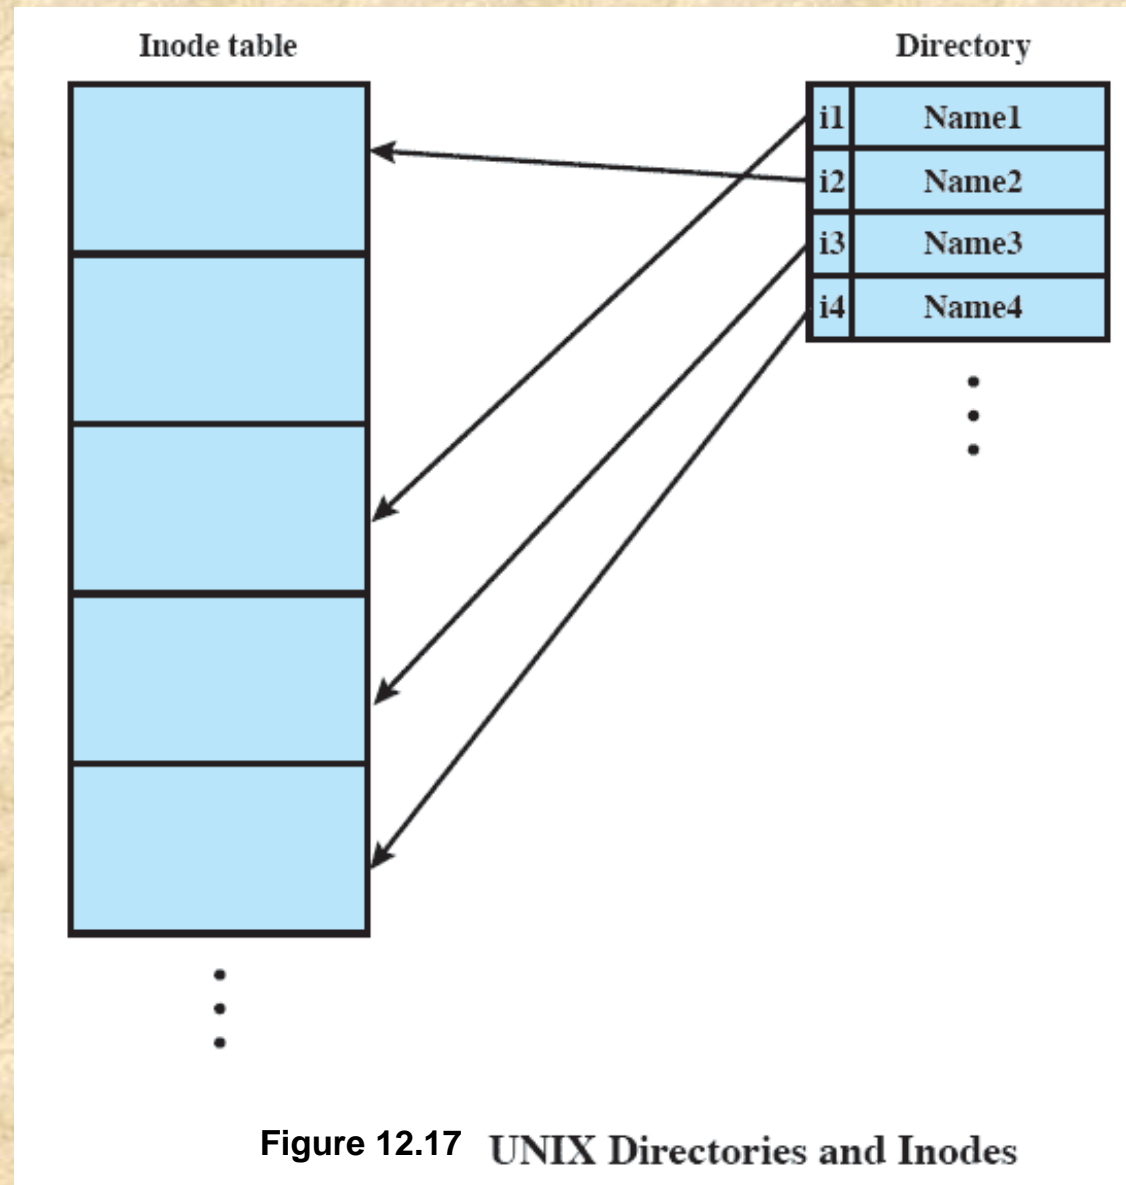 Inode table
Directory
i1 Name1
i2 Name2
i3 Name3
i4 Name4
Figure 12.17 UNIX Directories and Inodes